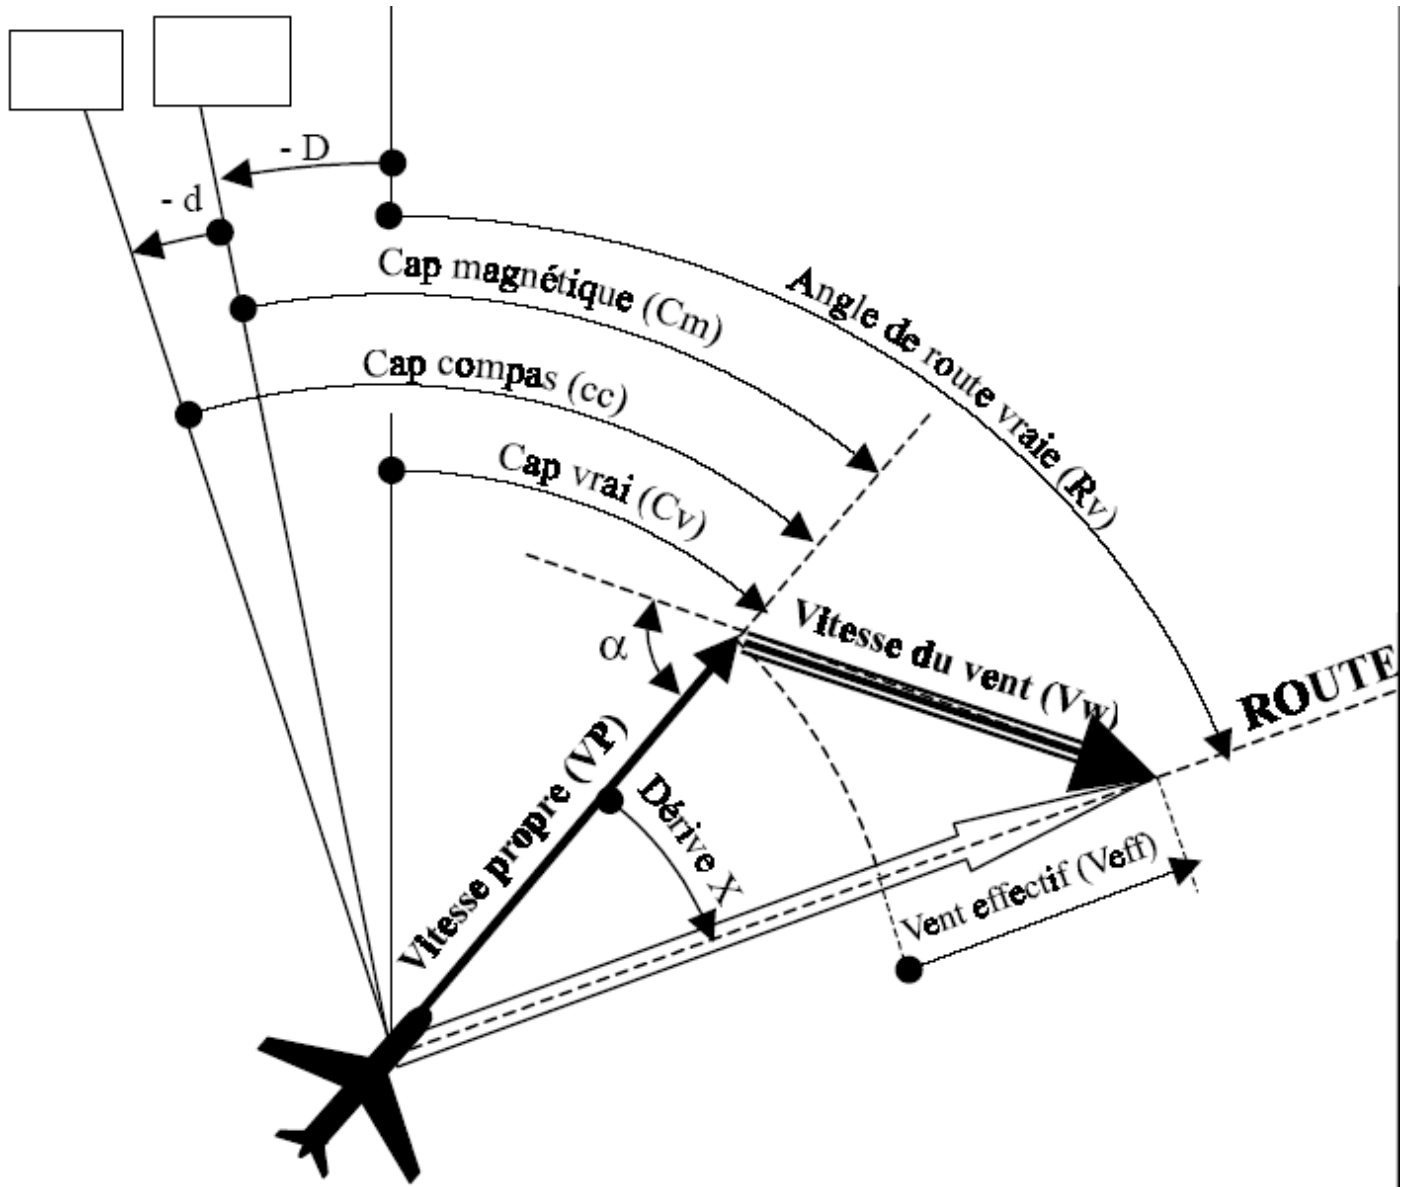 - D
- d
Cap magnétique (Cm)
Angle de route vraie (Rv)
Cap compas (cc)
Cap vrai (Cv)
α
Vitesse du vent (Vw)
ROUTE
Vitesse propre (VP)
Dérive X
Vent effectif (Veff)